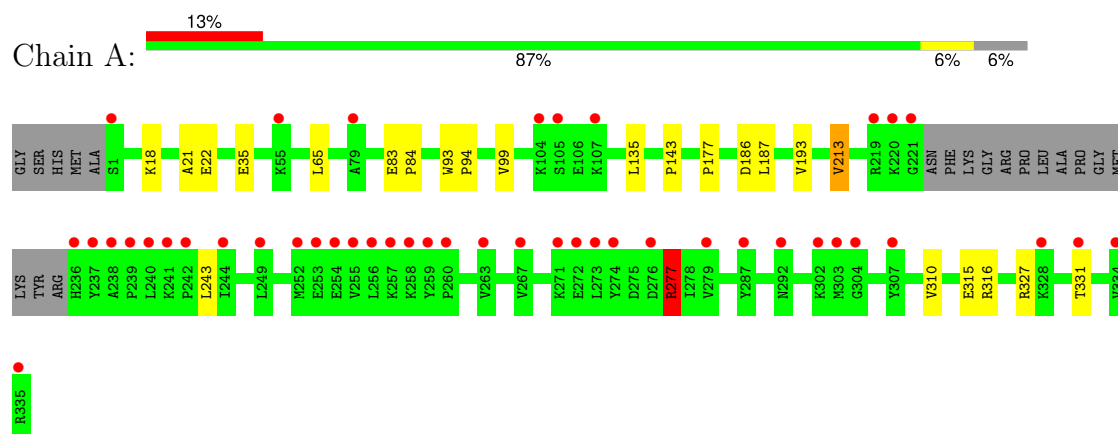 13%
Chain A:
87% 6% 6%
GLY SER HIS MET ALA S1 K18 A21 E22 E35 K55 L65 A79 E83 P84 W93 P94 V99 K104 S105 E106 K107 L135 P143 P177 D186 L187 V193 V213 R219 K220 G221 ASN PHE LYS GLY ARG PRO LEU ALA PRO GLY MET
LYS TYR ARG H236 Y237 A238 P239 L240 K241 P242 L243 I244 L249 M252 E253 E254 V255 L256 K257 K258 Y259 P260 V263 V267 K271 E272 L273 Y274 D275 D276 R277 I278 V279 Y287 N292 K302 M303 G304 Y307 V310 E315 R316 R327 K328 T331 V334
R335